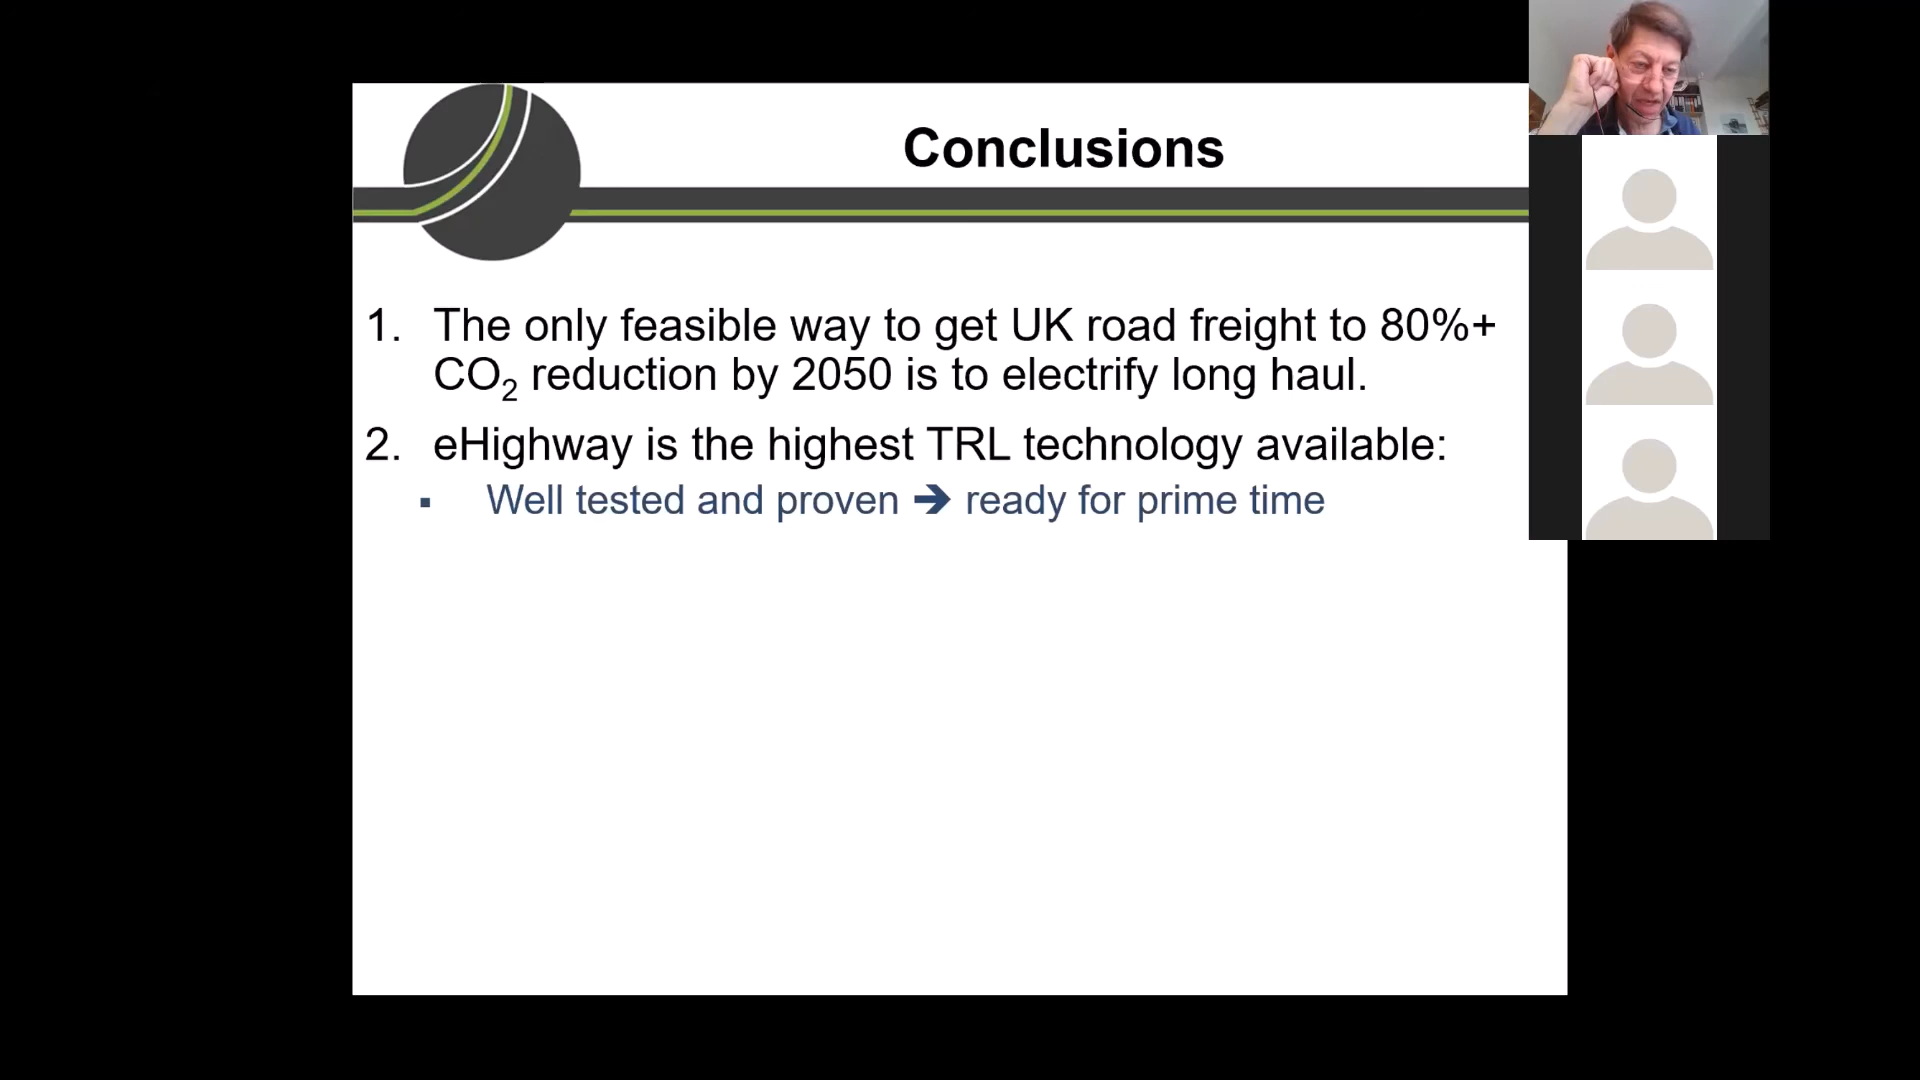 Conclusions
1. The only feasible way to get UK road freight to 80%+
CO₂ reduction by 2050 is to electrify long haul.
2. eHighway is the highest TRL technology available:
▪ Well tested and proven ➔ ready for prime time